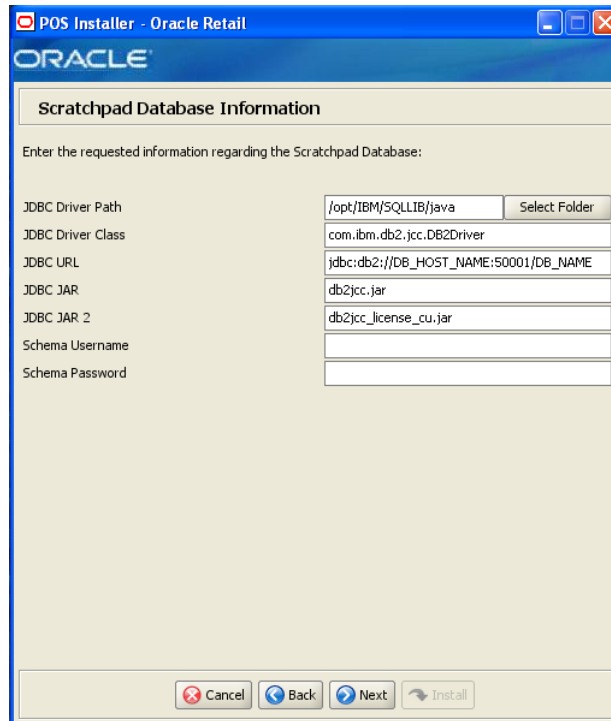 POS Installer - Oracle Retail
ORACLE
Scratchpad Database Information
Enter the requested information regarding the Scratchpad Database:
JDBC Driver Path /opt/IBM/SQLLIB/java Select Folder
JDBC Driver Class com.ibm.db2.jcc.DB2Driver
JDBC URL jdbc:db2://DB_HOST_NAME:50001/DB_NAME
JDBC JAR db2jcc.jar
JDBC JAR 2 db2jcc_license_cu.jar
Schema Username
Schema Password
Cancel Back Next Install